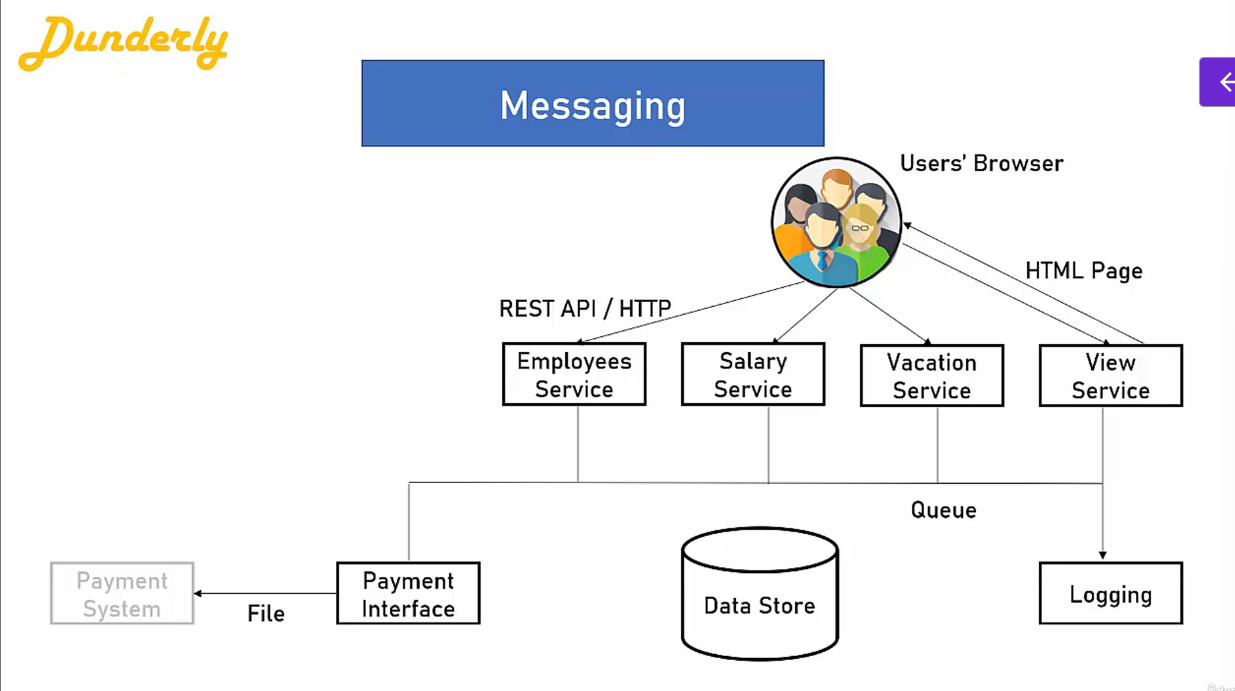 Dunderly
Messaging
Users' Browser
HTML Page
REST API / HTTP
Employees
Service
Salary
Service
Vacation
Service
View
Service
Queue
Payment
System
File
Payment
Interface
Data Store
Logging